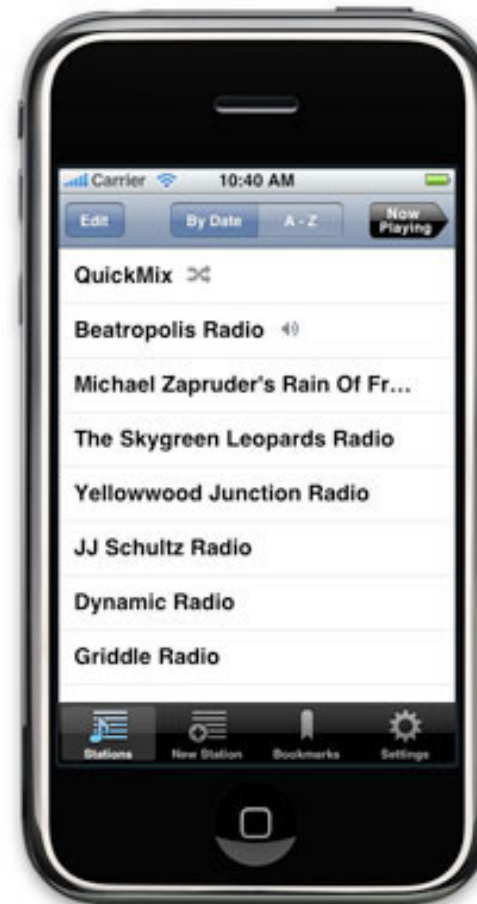 Carrier 10:40 AM
Edit By Date A - Z Now Playing
QuickMix
Beatropolis Radio
Michael Zapruder's Rain Of Fr...
The Skygreen Leopards Radio
Yellowwood Junction Radio
JJ Schultz Radio
Dynamic Radio
Griddle Radio
Stations New Station Bookmarks Settings